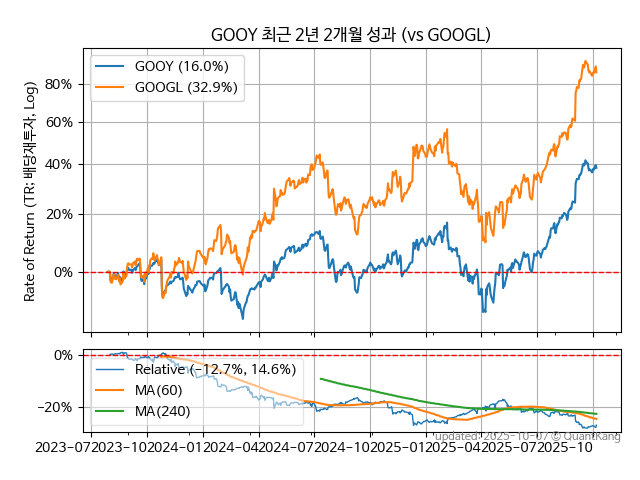 GOOY 최근 2년 2개월 성과 (vs GOOGL)
Rate of Return (TR: 배당재투자, Log)
GOOY (16.0%)
GOOGL (32.9%)
80%
60%
40%
20%
0%
0%
−20%
Relative (−12.7%, 14.6%)
MA(60)
MA(240)
2023-07 2023-10 2024-01 2024-04 2024-07 2024-10 2025-01 2025-04 2025-07 2025-10
updated: 2025-10-07 © QuantKang